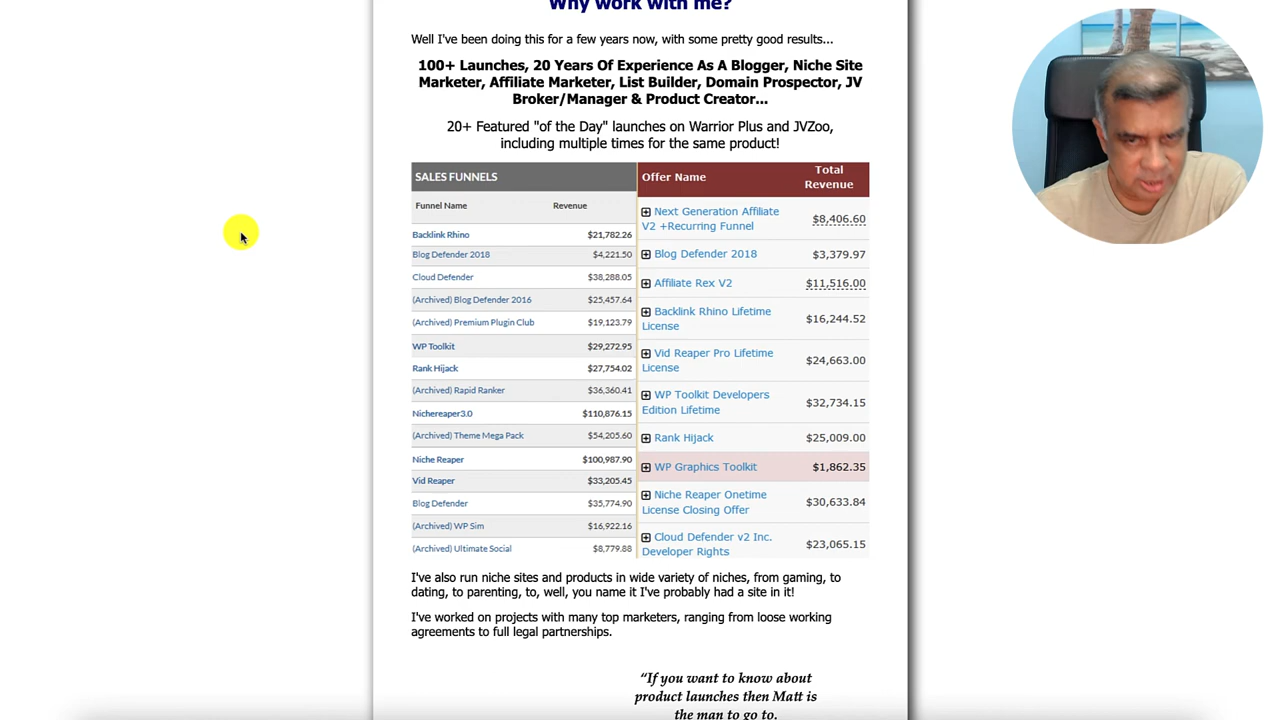 Why work with me?
Well I've been doing this for a few years now, with some pretty good results...
100+ Launches, 20 Years Of Experience As A Blogger, Niche Site
Marketer, Affiliate Marketer, List Builder, Domain Prospector, JV
Broker/Manager & Product Creator...
20+ Featured "of the Day" launches on Warrior Plus and JVZoo,
including multiple times for the same product!
SALES FUNNELS
Funnel Name Revenue
Backlink Rhino $21,782.26
Blog Defender 2018 $4,221.50
Cloud Defender $38,288.05
(Archived) Blog Defender 2016 $25,457.64
(Archived) Premium Plugin Club $19,123.79
WP Toolkit $29,272.95
Rank Hijack $27,754.02
(Archived) Rapid Ranker $36,360.41
Nichereaper3.0 $110,876.15
(Archived) Theme Mega Pack $54,205.60
Niche Reaper $100,987.90
Vid Reaper $33,205.45
Blog Defender $35,774.90
(Archived) WP Sim $16,922.16
(Archived) Ultimate Social $8,779.88
Offer Name Total
Revenue
Next Generation Affiliate
V2 +Recurring Funnel $8,406.60
Blog Defender 2018 $3,379.97
Affiliate Rex V2 $11,516.00
Backlink Rhino Lifetime
License $16,244.52
Vid Reaper Pro Lifetime
License $24,663.00
WP Toolkit Developers
Edition Lifetime $32,734.15
Rank Hijack $25,009.00
WP Graphics Toolkit $1,862.35
Niche Reaper Onetime
License Closing Offer $30,633.84
Cloud Defender v2 Inc.
Developer Rights $23,065.15
I've also run niche sites and products in wide variety of niches, from gaming, to
dating, to parenting, to, well, you name it I've probably had a site in it!
I've worked on projects with many top marketers, ranging from loose working
agreements to full legal partnerships.
“If you want to know about
product launches then Matt is
the man to go to.